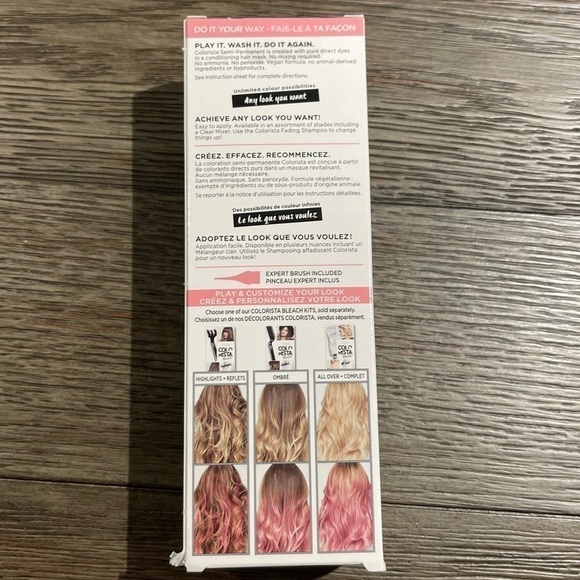 DO IT YOUR WAY • FAIS-LE À TA FAÇON
PLAY IT. WASH IT. DO IT AGAIN.
Colorista Semi-Permanent is created with pure direct dyes
in a conditioning hair mask. No mixing required.
No ammonia, No peroxide. Vegan formula: no animal-derived
ingredients or byproducts.
See instruction sheet for complete directions.
Unlimited colour possibilities
Any look you want
ACHIEVE ANY LOOK YOU WANT!
Easy to apply. Available in an assortment of shades including
a Clear Mixer. Use the Colorista Fading Shampoo to change
things up!
CRÉEZ. EFFACEZ. RECOMMENCEZ.
La coloration semi-permanente Colorista est conçue à partir
de colorants directs purs dans un masque revitalisant.
Aucun mélange nécessaire.
Sans ammoniaque. Sans peroxyde. Formule végétalienne :
exempte d'ingrédients ou de sous-produits d'origine animale.
Se reporter à la notice d'utilisation pour les instructions détaillées.
Des possibilités de couleur infinies
Le look que vous voulez
ADOPTEZ LE LOOK QUE VOUS VOULEZ !
Application facile. Disponible en plusieurs nuances incluant un
Mélangeur clair. Utilisez le Shampooing affadissant Colorista
pour un nouveau look!
EXPERT BRUSH INCLUDED
PINCEAU EXPERT INCLUS
PLAY & CUSTOMIZE YOUR LOOK
CRÉEZ & PERSONNALISEZ VOTRE LOOK
Choose one of our COLORISTA BLEACH KITS, sold separately.
Choisissez un de nos DÉCOLORANTS COLORISTA, vendus séparément.
COLO
RISTA
COLO
RISTA
COLO
RISTA
HIGHLIGHTS • REFLETS
OMBRÉ
ALL OVER • COMPLET